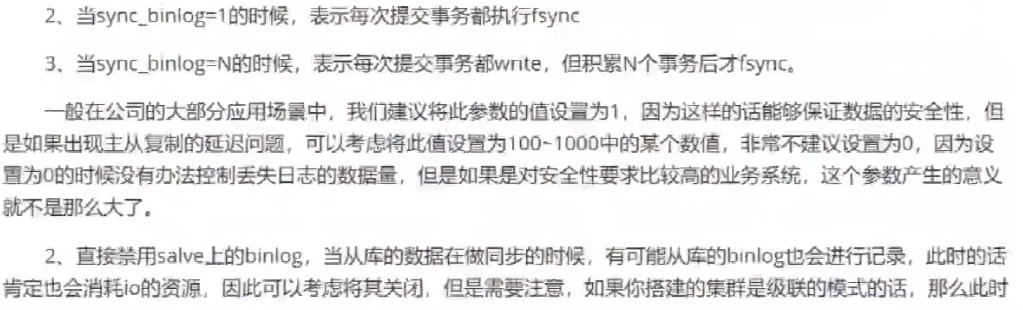 2、当sync_binlog=1的时候，表示每次提交事务都执行fsync
3、当sync_binlog=N的时候，表示每次提交事务都write，但积累N个事务后才fsync。
一般在公司的大部分应用场景中，我们建议将此参数的值设置为1，因为这样的话能够保证数据的安全性，但
是如果出现主从复制的延迟问题，可以考虑将此值设置为100~1000中的某个数值，非常不建议设置为0，因为设
置为0的时候没有办法控制丢失日志的数据量，但是如果是对安全性要求比较高的业务系统，这个参数产生的意义
就不是那么大了。
2、直接禁用salve上的binlog，当从库的数据在做同步的时候，有可能从库的binlog也会进行记录，此时的话
肯定也会消耗io的资源，因此可以考虑将其关闭，但是需要注意，如果你搭建的集群是级联的模式的话，那么此时